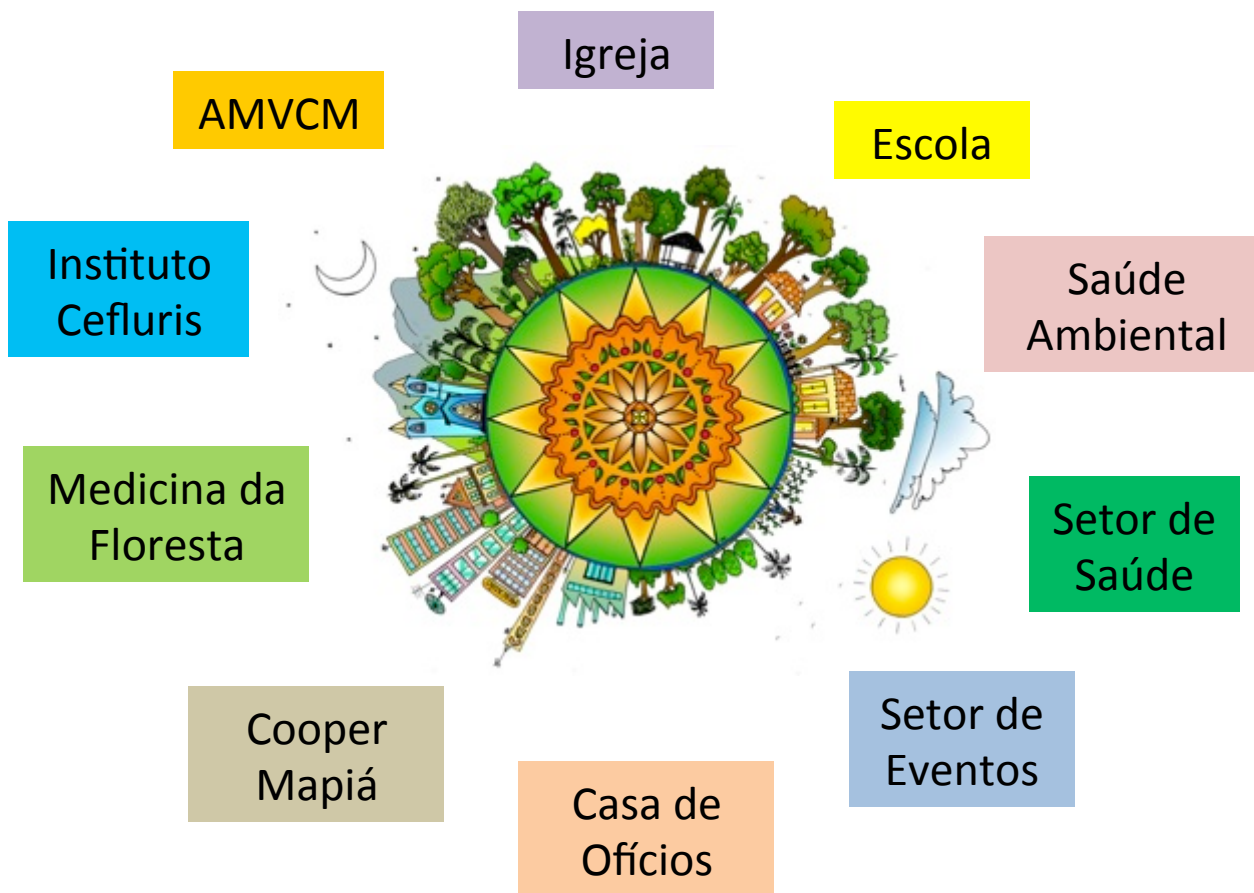 Igreja
AMVCM
Escola
Instituto
Cefluris
Saúde
Ambiental
Medicina da
Floresta
Setor de
Saúde
Cooper
Mapiá
Setor de
Eventos
Casa de
Ofícios